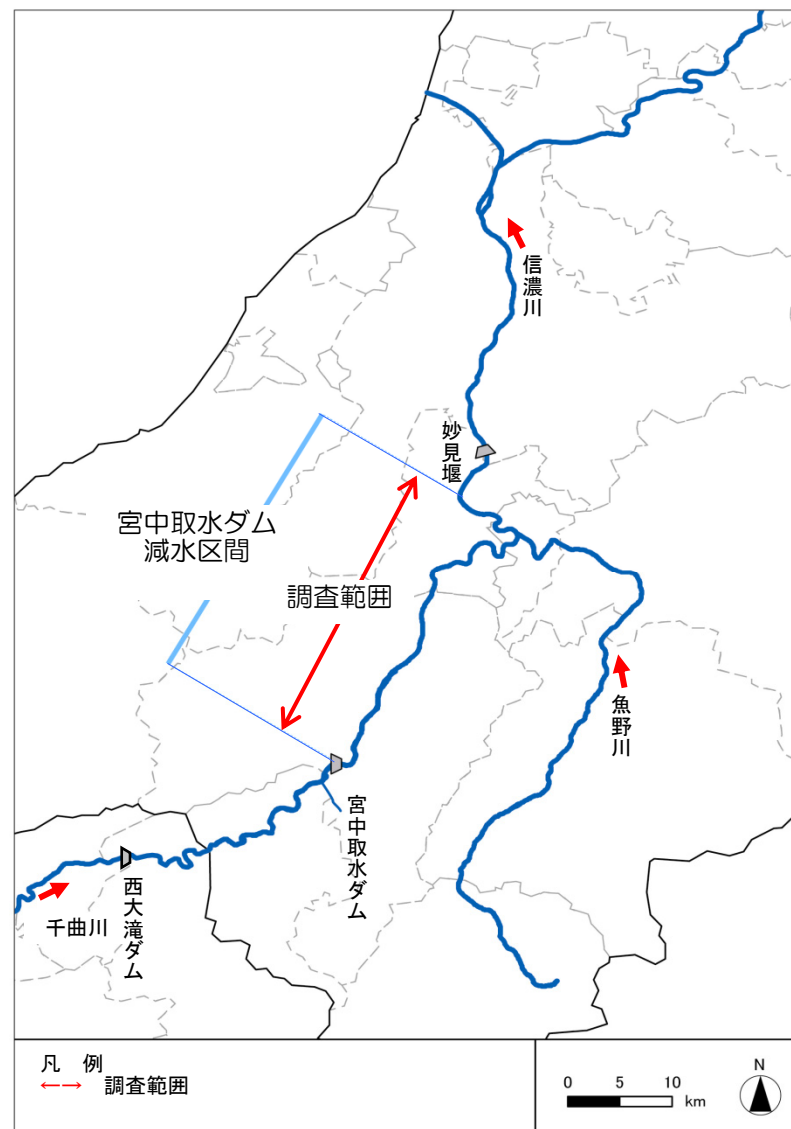 信濃川
妙見堰
宮中取水ダム
減水区間
調査範囲
魚野川
宮中取水ダム
西大滝ダム
千曲川
凡 例
←→ 調査範囲
0 5 10
km
N